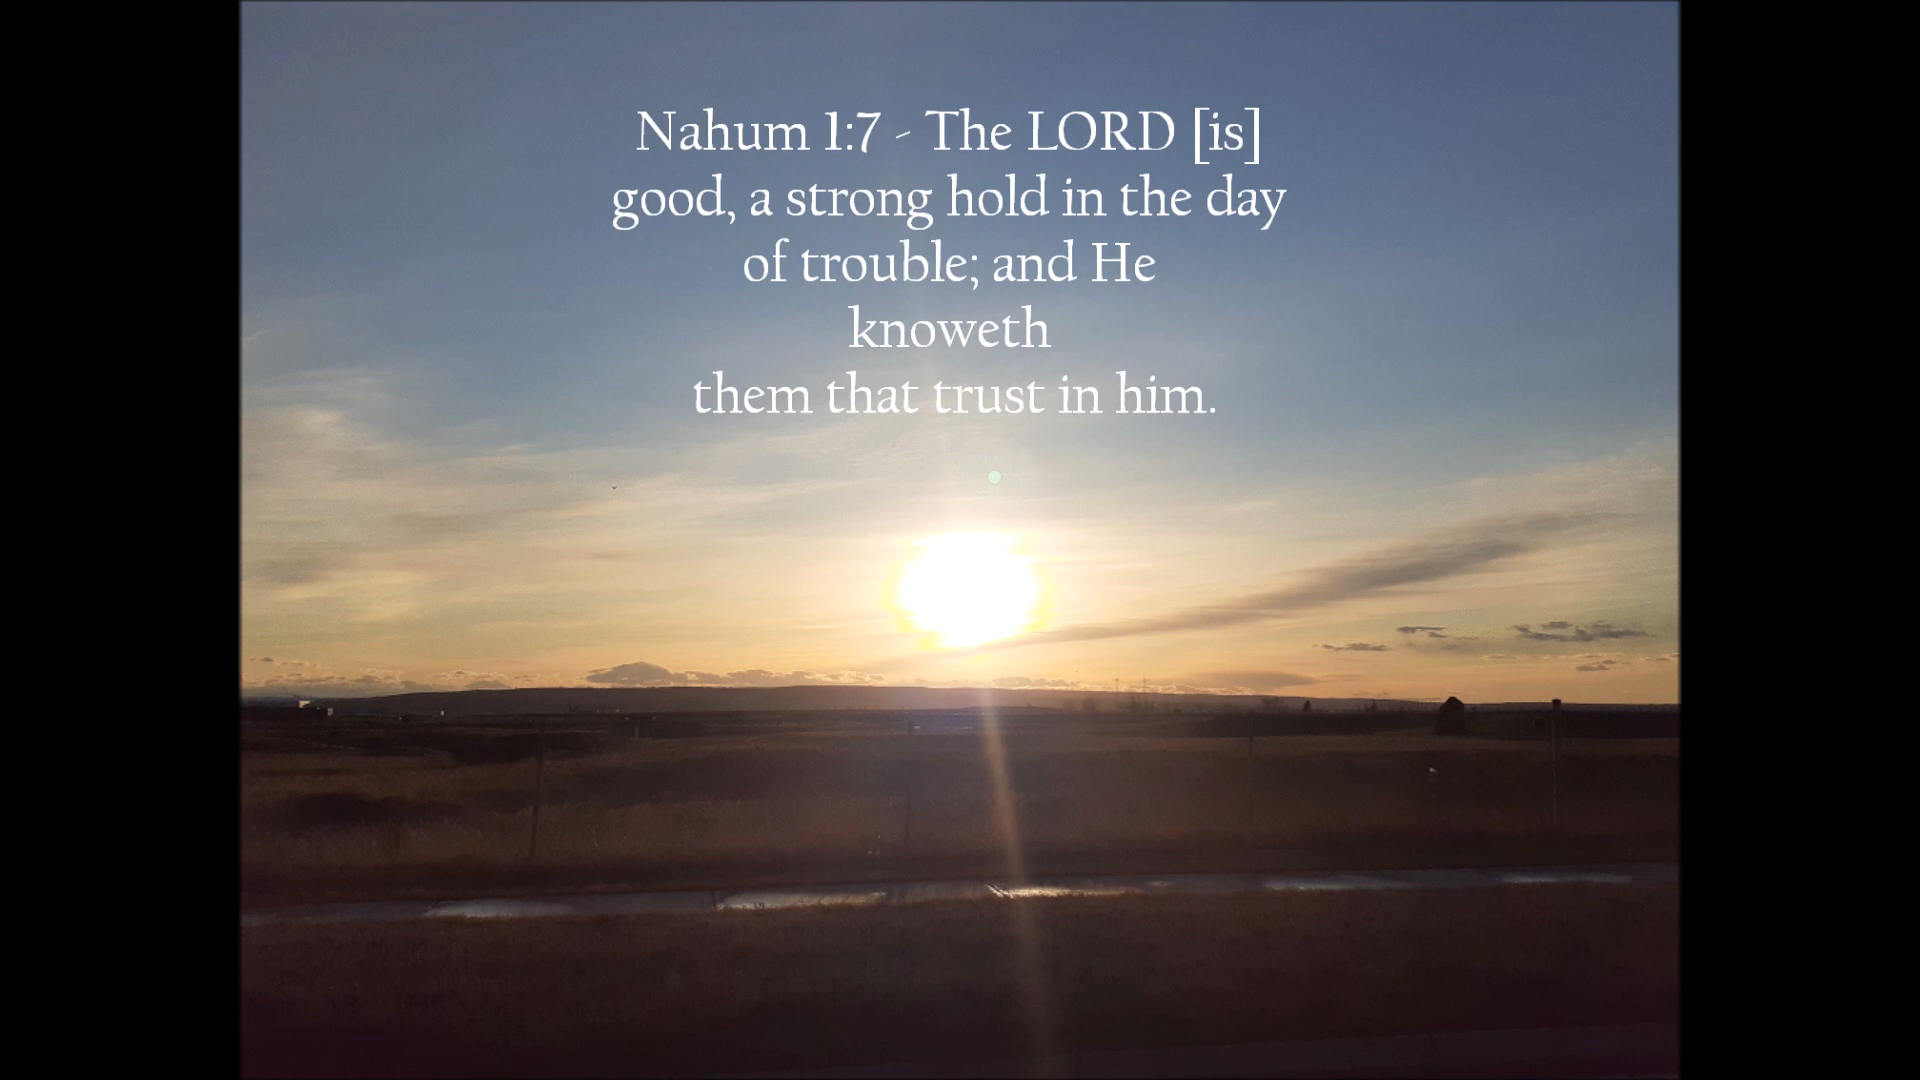 Nahum 1:7 - The LORD [is]
good, a strong hold in the day
of trouble; and He
knoweth
them that trust in him.